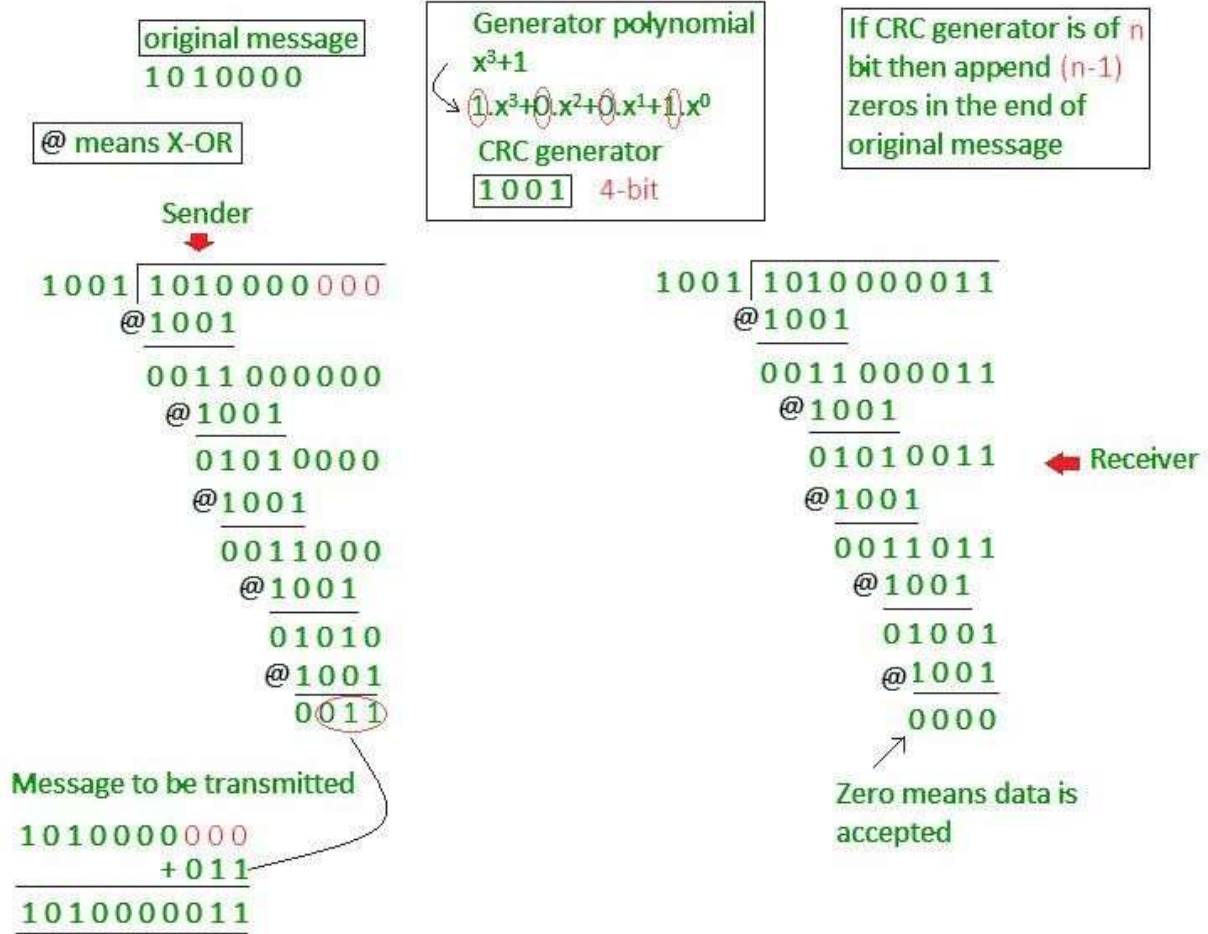 original message
1010000
@ means X-OR
Generator polynomial
x³+1
1.x³+0.x²+0.x¹+1.x⁰
CRC generator
1001 4-bit
If CRC generator is of n
bit then append (n-1)
zeros in the end of
original message
Sender
1001 1010000000
@1001
0011000000
@1001
01010000
@1001
0011000
@1001
01010
@1001
0011
Message to be transmitted
1010000000
+011
1010000011
1001 1010000011
@1001
0011000011
@1001
01010011
Receiver
@1001
0011011
@1001
01001
@1001
0000
Zero means data is
accepted